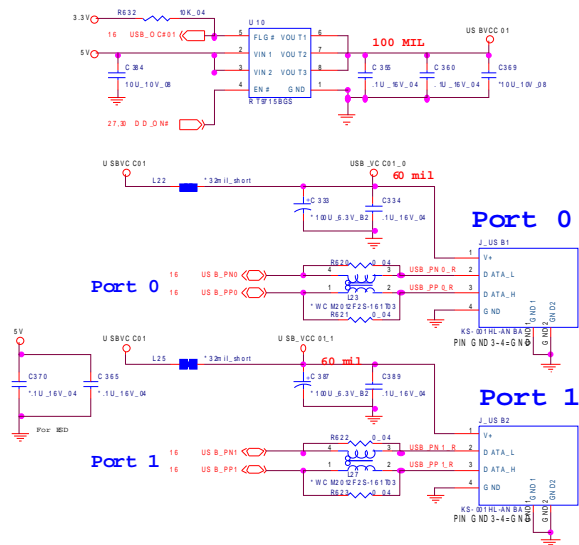 R632 10K_04
3.3V
U10
16 USB_OC#01
5 FLG# VOUT1 6
5V
2 VIN1 VOUT2 7
100 MIL
USBVCC01
3 VIN2 VOUT3 8
C384
10U_10V_08
4 EN# GND 1
RT9715BGS
C355
.1U_16V_04
C360
.1U_16V_04
C369
*10U_10V_08
27,30 DD_ON#
USBVCC01
L22 *32mil_short
USB_VCC01_0
60 mil
+C333
*100U_6.3V_B2
C334
.1U_16V_04
Port 0
J_USB1
1 V+
R620 0_04
Port 0
16 USB_PN0
4 3
USB_PN0_R
2 DATA_L
16 USB_PP0
1 2
USB_PP0_R
3 DATA_H
L23
*WCM2012F2S-161T03
R621 0_04
4 GND
GND1
GND2
KS-001HL-ANBA
GND1
GND2
PIN GND3~4=GND
5V
USBVCC01
L25 *32mil_short
USB_VCC01_1
60 mil
C370
*.1U_16V_04
C365
*.1U_16V_04
For ESD
+C387
*100U_6.3V_B2
C389
.1U_16V_04
Port 1
J_USB2
1 V+
R622 0_04
Port 1
16 USB_PN1
4 3
USB_PN1_R
2 DATA_L
16 USB_PP1
1 2
USB_PP1_R
3 DATA_H
L27
*WCM2012F2S-161T03
R623 0_04
4 GND
GND1
GND2
KS-001HL-ANBA
GND1
GND2
PIN GND3~4=GND